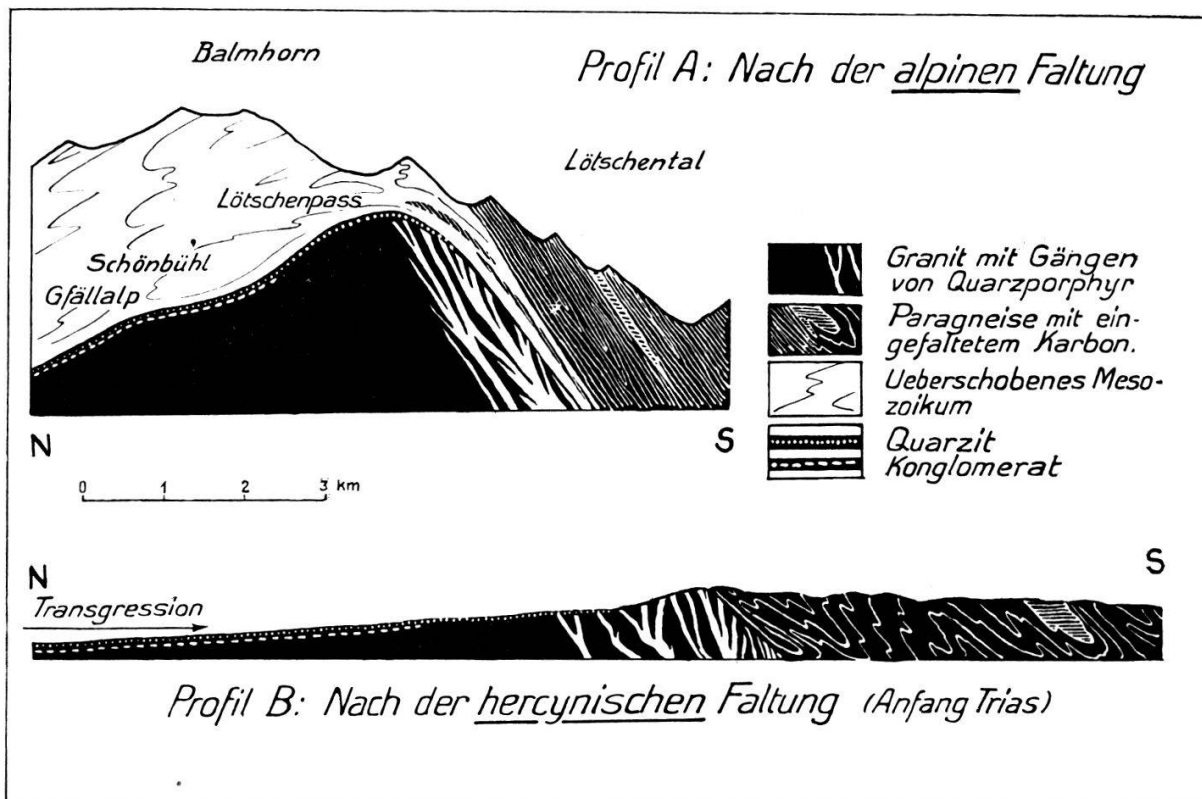 Balmhorn
Profil A: Nach der alpinen Faltung
Lötschental
Lötschenpass
Schönbühl
Gfällalp
Granit mit Gängen
von Quarzporphyr
Paragneise mit ein-
gefaltetem Karbon.
Ueberschobenes Meso-
zoikum
Quarzit
Konglomerat
N
S
0 1 2 3 km
N
S
Transgression
Profil B: Nach der hercynischen Faltung (Anfang Trias)